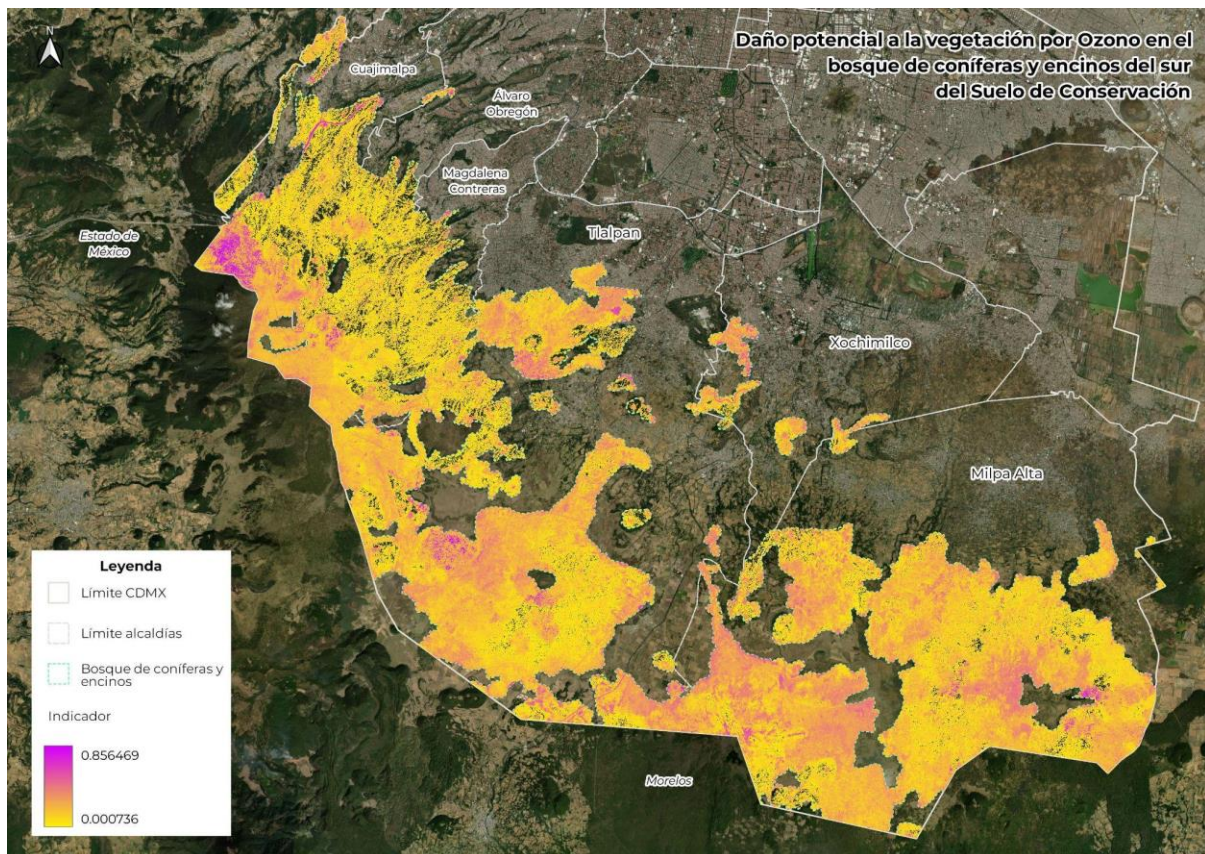 N
Daño potencial a la vegetación por Ozono en el
bosque de coníferas y encinos del sur
del Suelo de Conservación
Cuajimalpa
Álvaro
Obregón
Magdalena
Contreras
Tlalpan
Estado de
México
Xochimilco
Milpa Alta
Morelos
Leyenda
Límite CDMX
Límite alcaldías
Bosque de coníferas y
encinos
Indicador
0.856469
0.000736